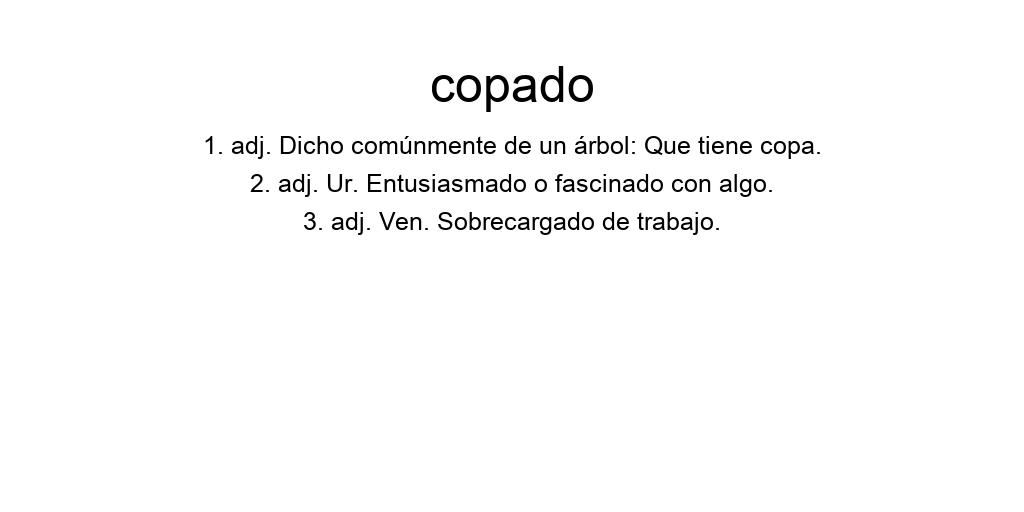 copado
1. adj. Dicho comúnmente de un árbol: Que tiene copa.
2. adj. Ur. Entusiasmado o fascinado con algo.
3. adj. Ven. Sobrecargado de trabajo.